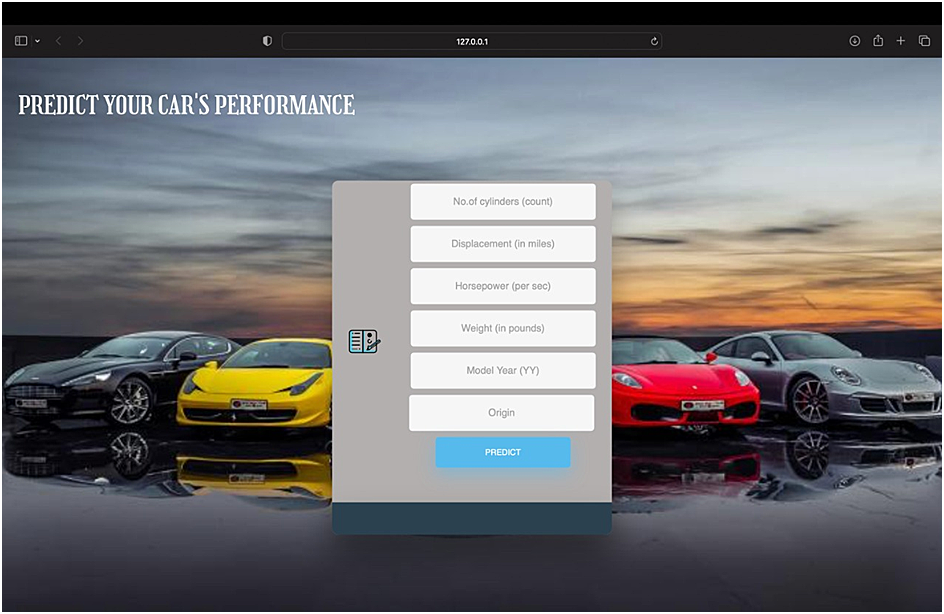 127.0.0.1
PREDICT YOUR CAR'S PERFORMANCE
No.of cylinders (count)
Displacement (in miles)
Horsepower (per sec)
Weight (in pounds)
Model Year (YY)
Origin
PREDICT